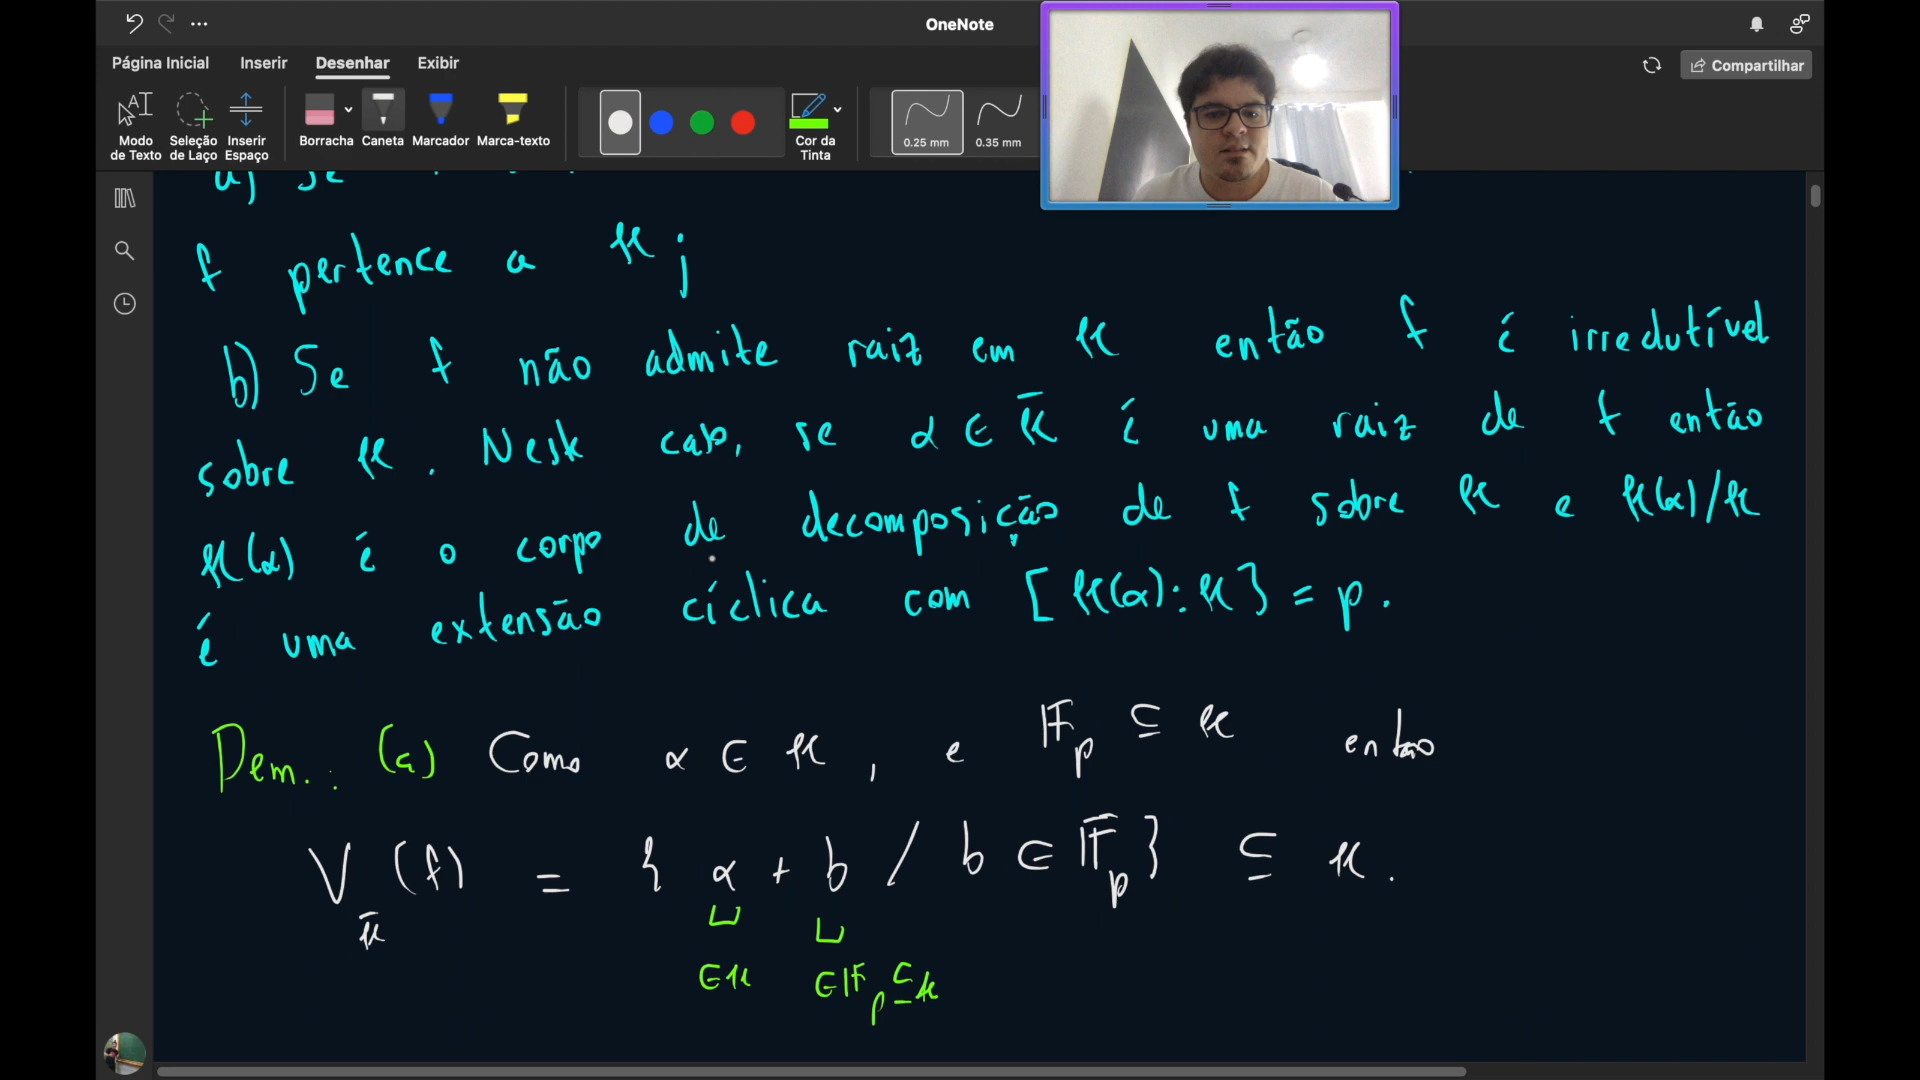 OneNote
Página Inicial Inserir Desenhar Exibir Compartilhar
Modo de Texto Seleção de Laço Inserir Espaço Borracha Caneta Marcador Marca-texto Cor da Tinta 0.25 mm 0.35 mm
a) Se
f pertence a K;
b) Se f não admite raiz em K então f é irredutível
sobre K. Neste caso, se α ∈ K̄ é uma raiz de f então
K(α) é o corpo de decomposição de f sobre K e K(α)/K
é uma extensão cíclica com [K(α):K] = p.
Dem.: (a) Como α ∈ K, e 𝔽_p ⊆ K então
V_K̄ (f) = { α + b / b ∈ 𝔽_p } ⊆ K.
∈ K ∈ 𝔽_p ⊆ K